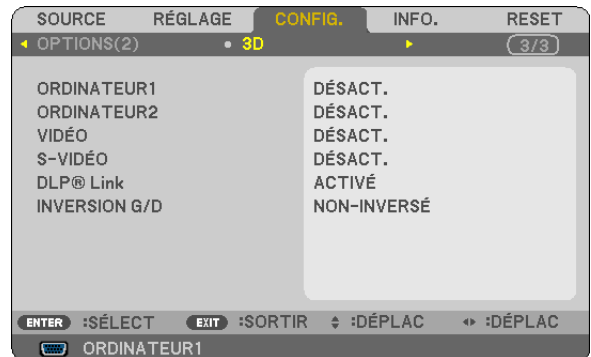 SOURCE RÉGLAGE CONFIG. INFO. RESET
OPTIONS(2) 3D 3/3
ORDINATEUR1 DÉSACT.
ORDINATEUR2 DÉSACT.
VIDÉO DÉSACT.
S-VIDÉO DÉSACT.
DLP® Link ACTIVÉ
INVERSION G/D NON-INVERSÉ
ENTER :SÉLECT EXIT :SORTIR :DÉPLAC :DÉPLAC
ORDINATEUR1